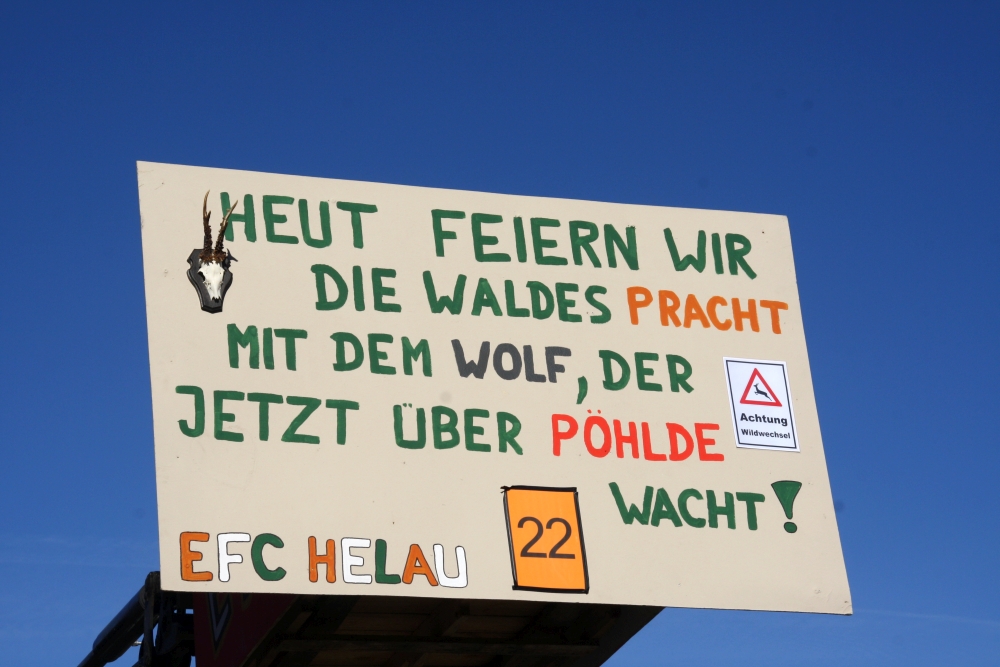 HEUT FEIERN WIR
DIE WALDES PRACHT
MIT DEM WOLF, DER
JETZT ÜBER PÖHLDE
WACHT!
Achtung
Wildwechsel
22
EFC HELAU